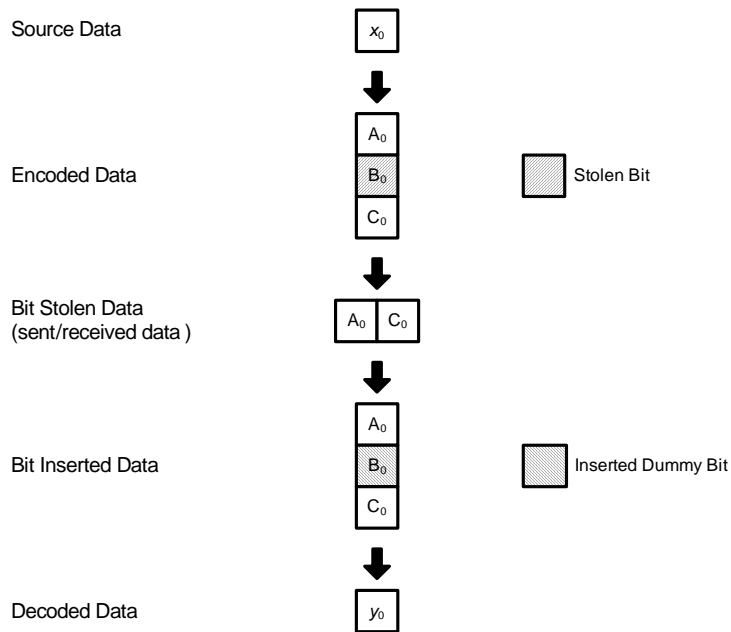 Source Data
x₀
A₀
Encoded Data
B₀
Stolen Bit
C₀
Bit Stolen Data
(sent/received data )
A₀ C₀
A₀
Bit Inserted Data
B₀
Inserted Dummy Bit
C₀
Decoded Data
y₀